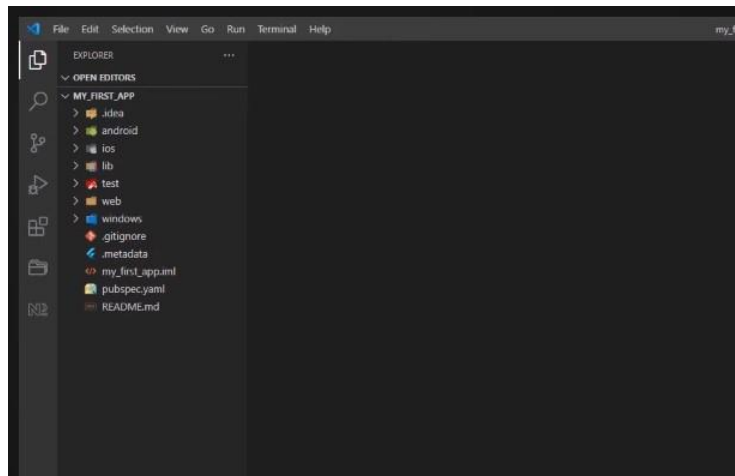 File Edit Selection View Go Run Terminal Help my_f
EXPLORER
OPEN EDITORS
MY_FIRST_APP
.idea
android
ios
lib
test
web
windows
.gitignore
.metadata
my_first_app.iml
pubspec.yaml
README.md